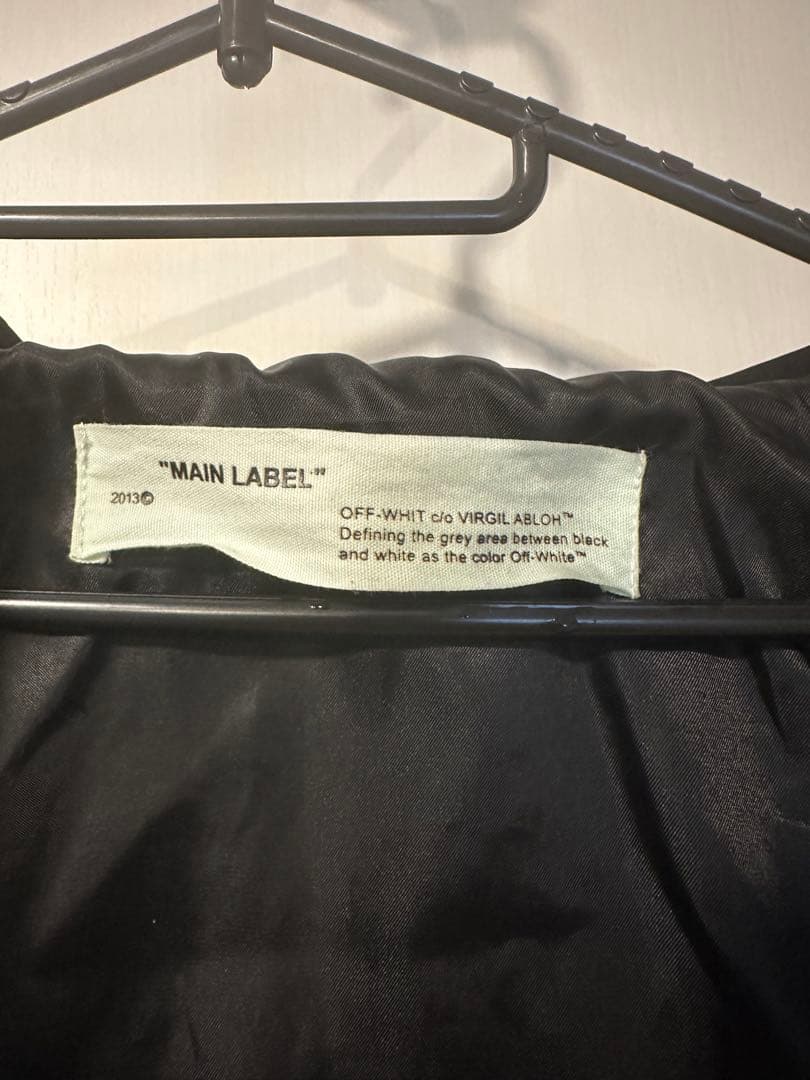 "MAIN LABEL"
2013©
OFF-WHIT c/o VIRGIL ABLOH™
Defining the grey area between black
and white as the color Off-White™